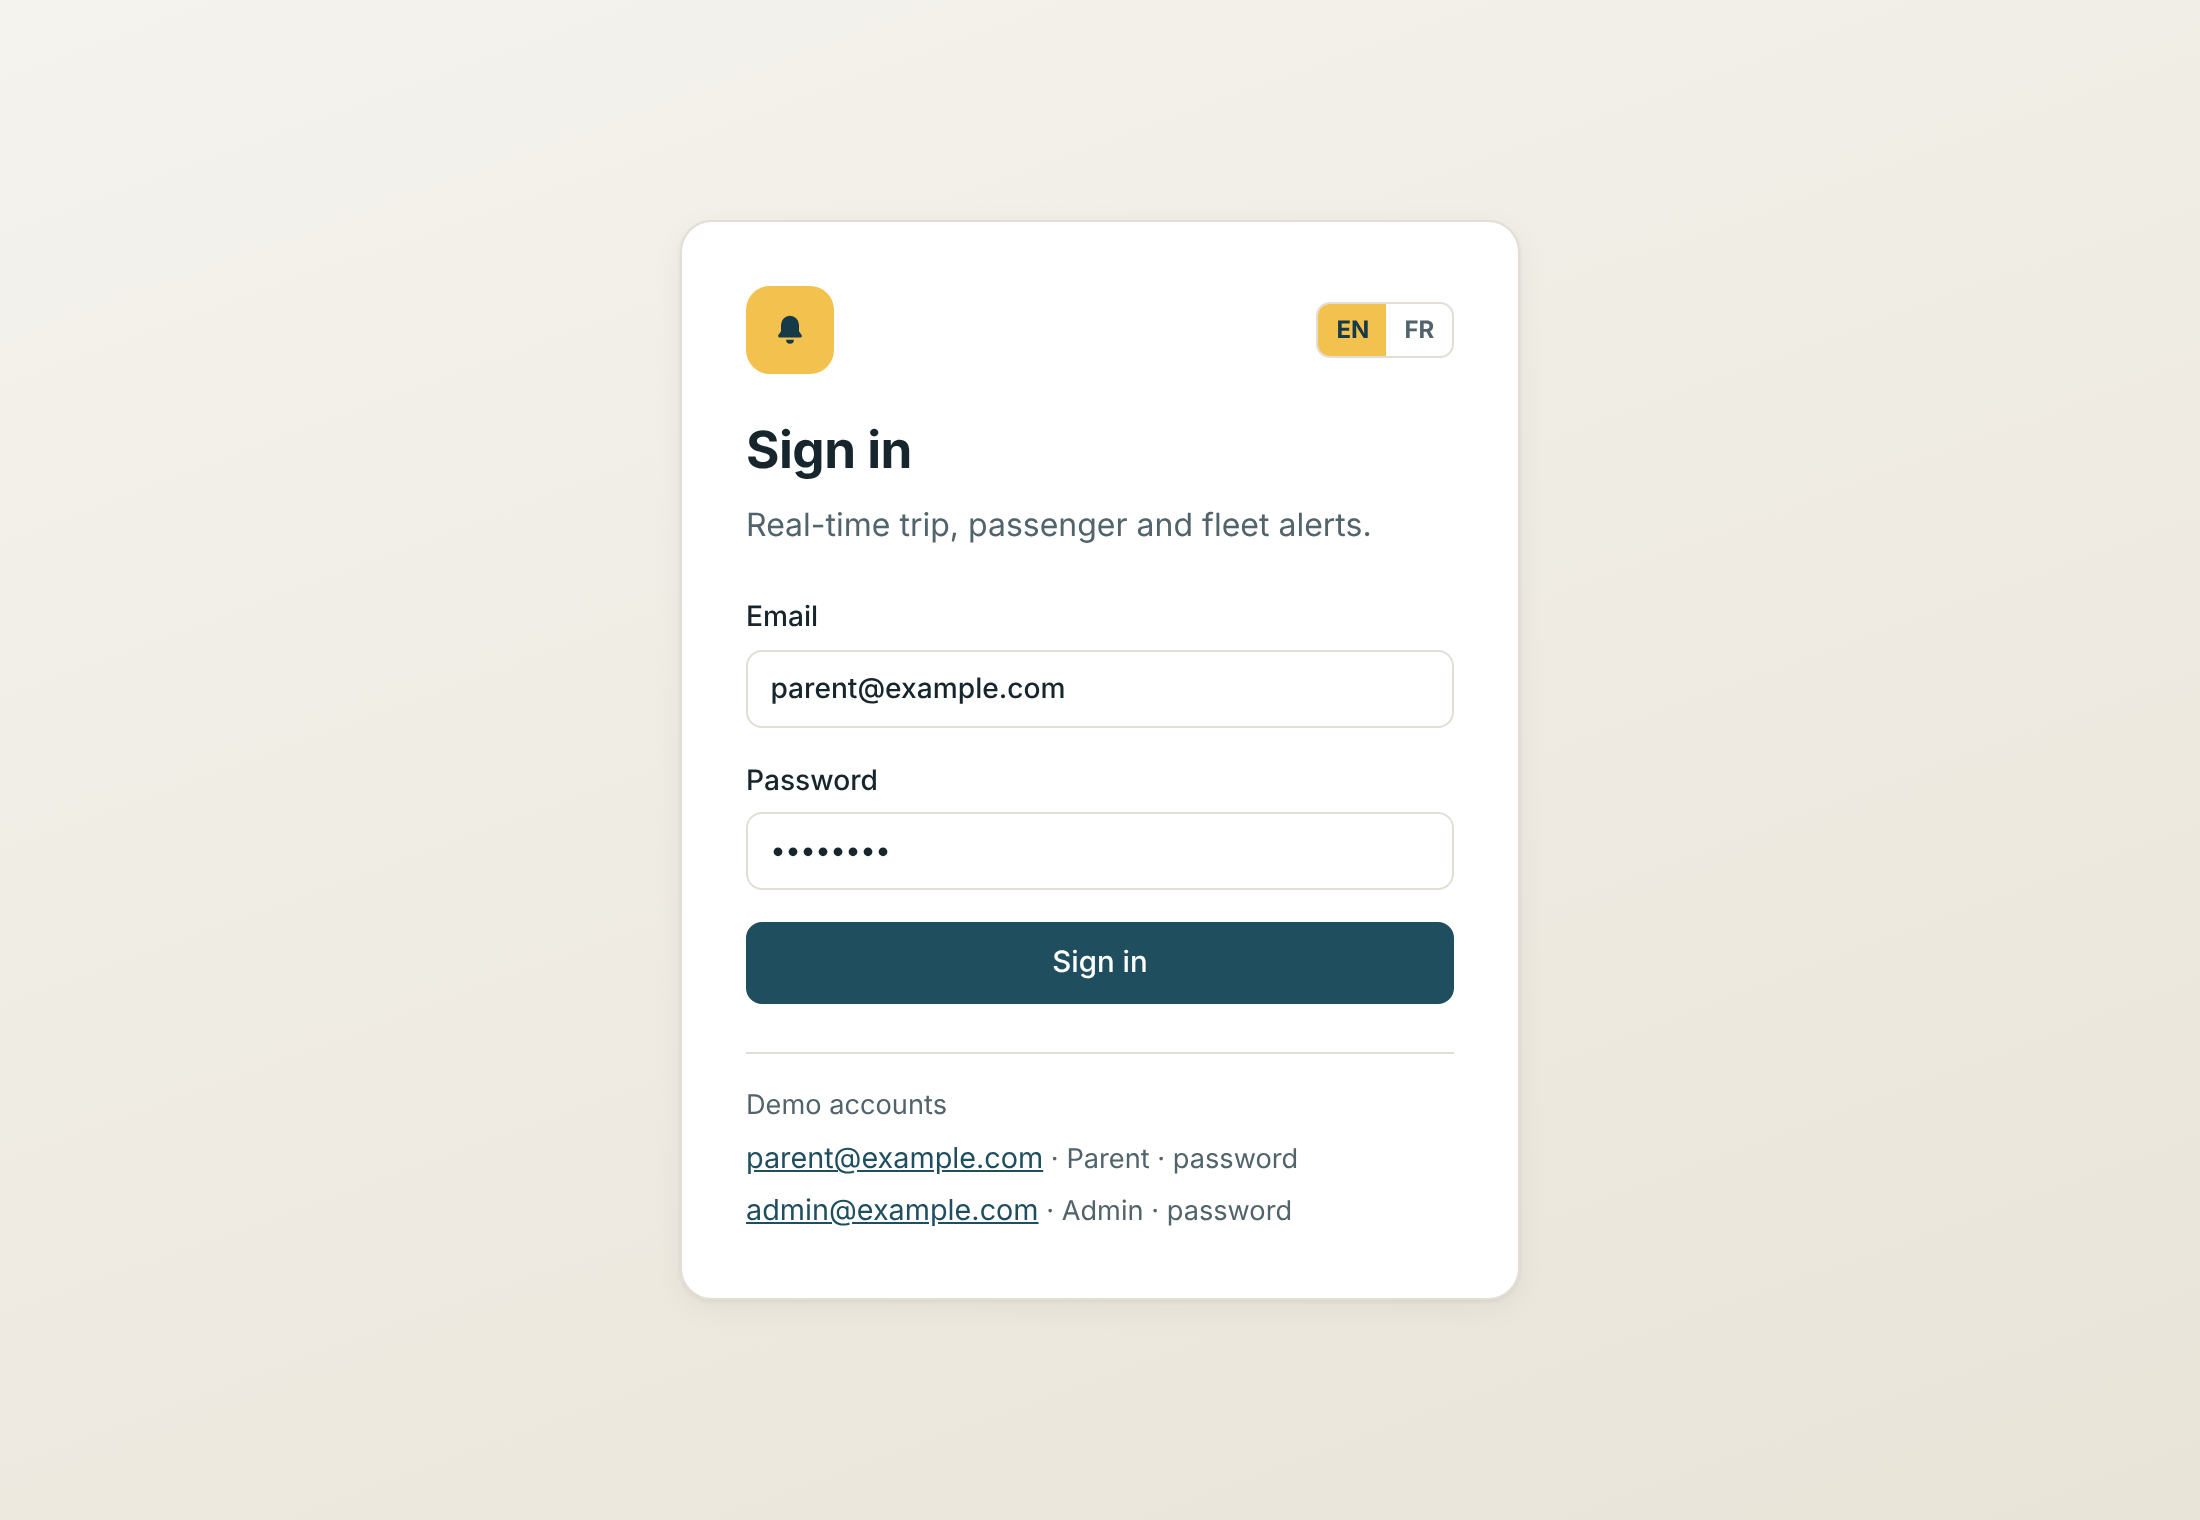 EN FR
Sign in
Real-time trip, passenger and fleet alerts.
Email
parent@example.com
Password
••••••••
Sign in
Demo accounts
parent@example.com · Parent · password
admin@example.com · Admin · password